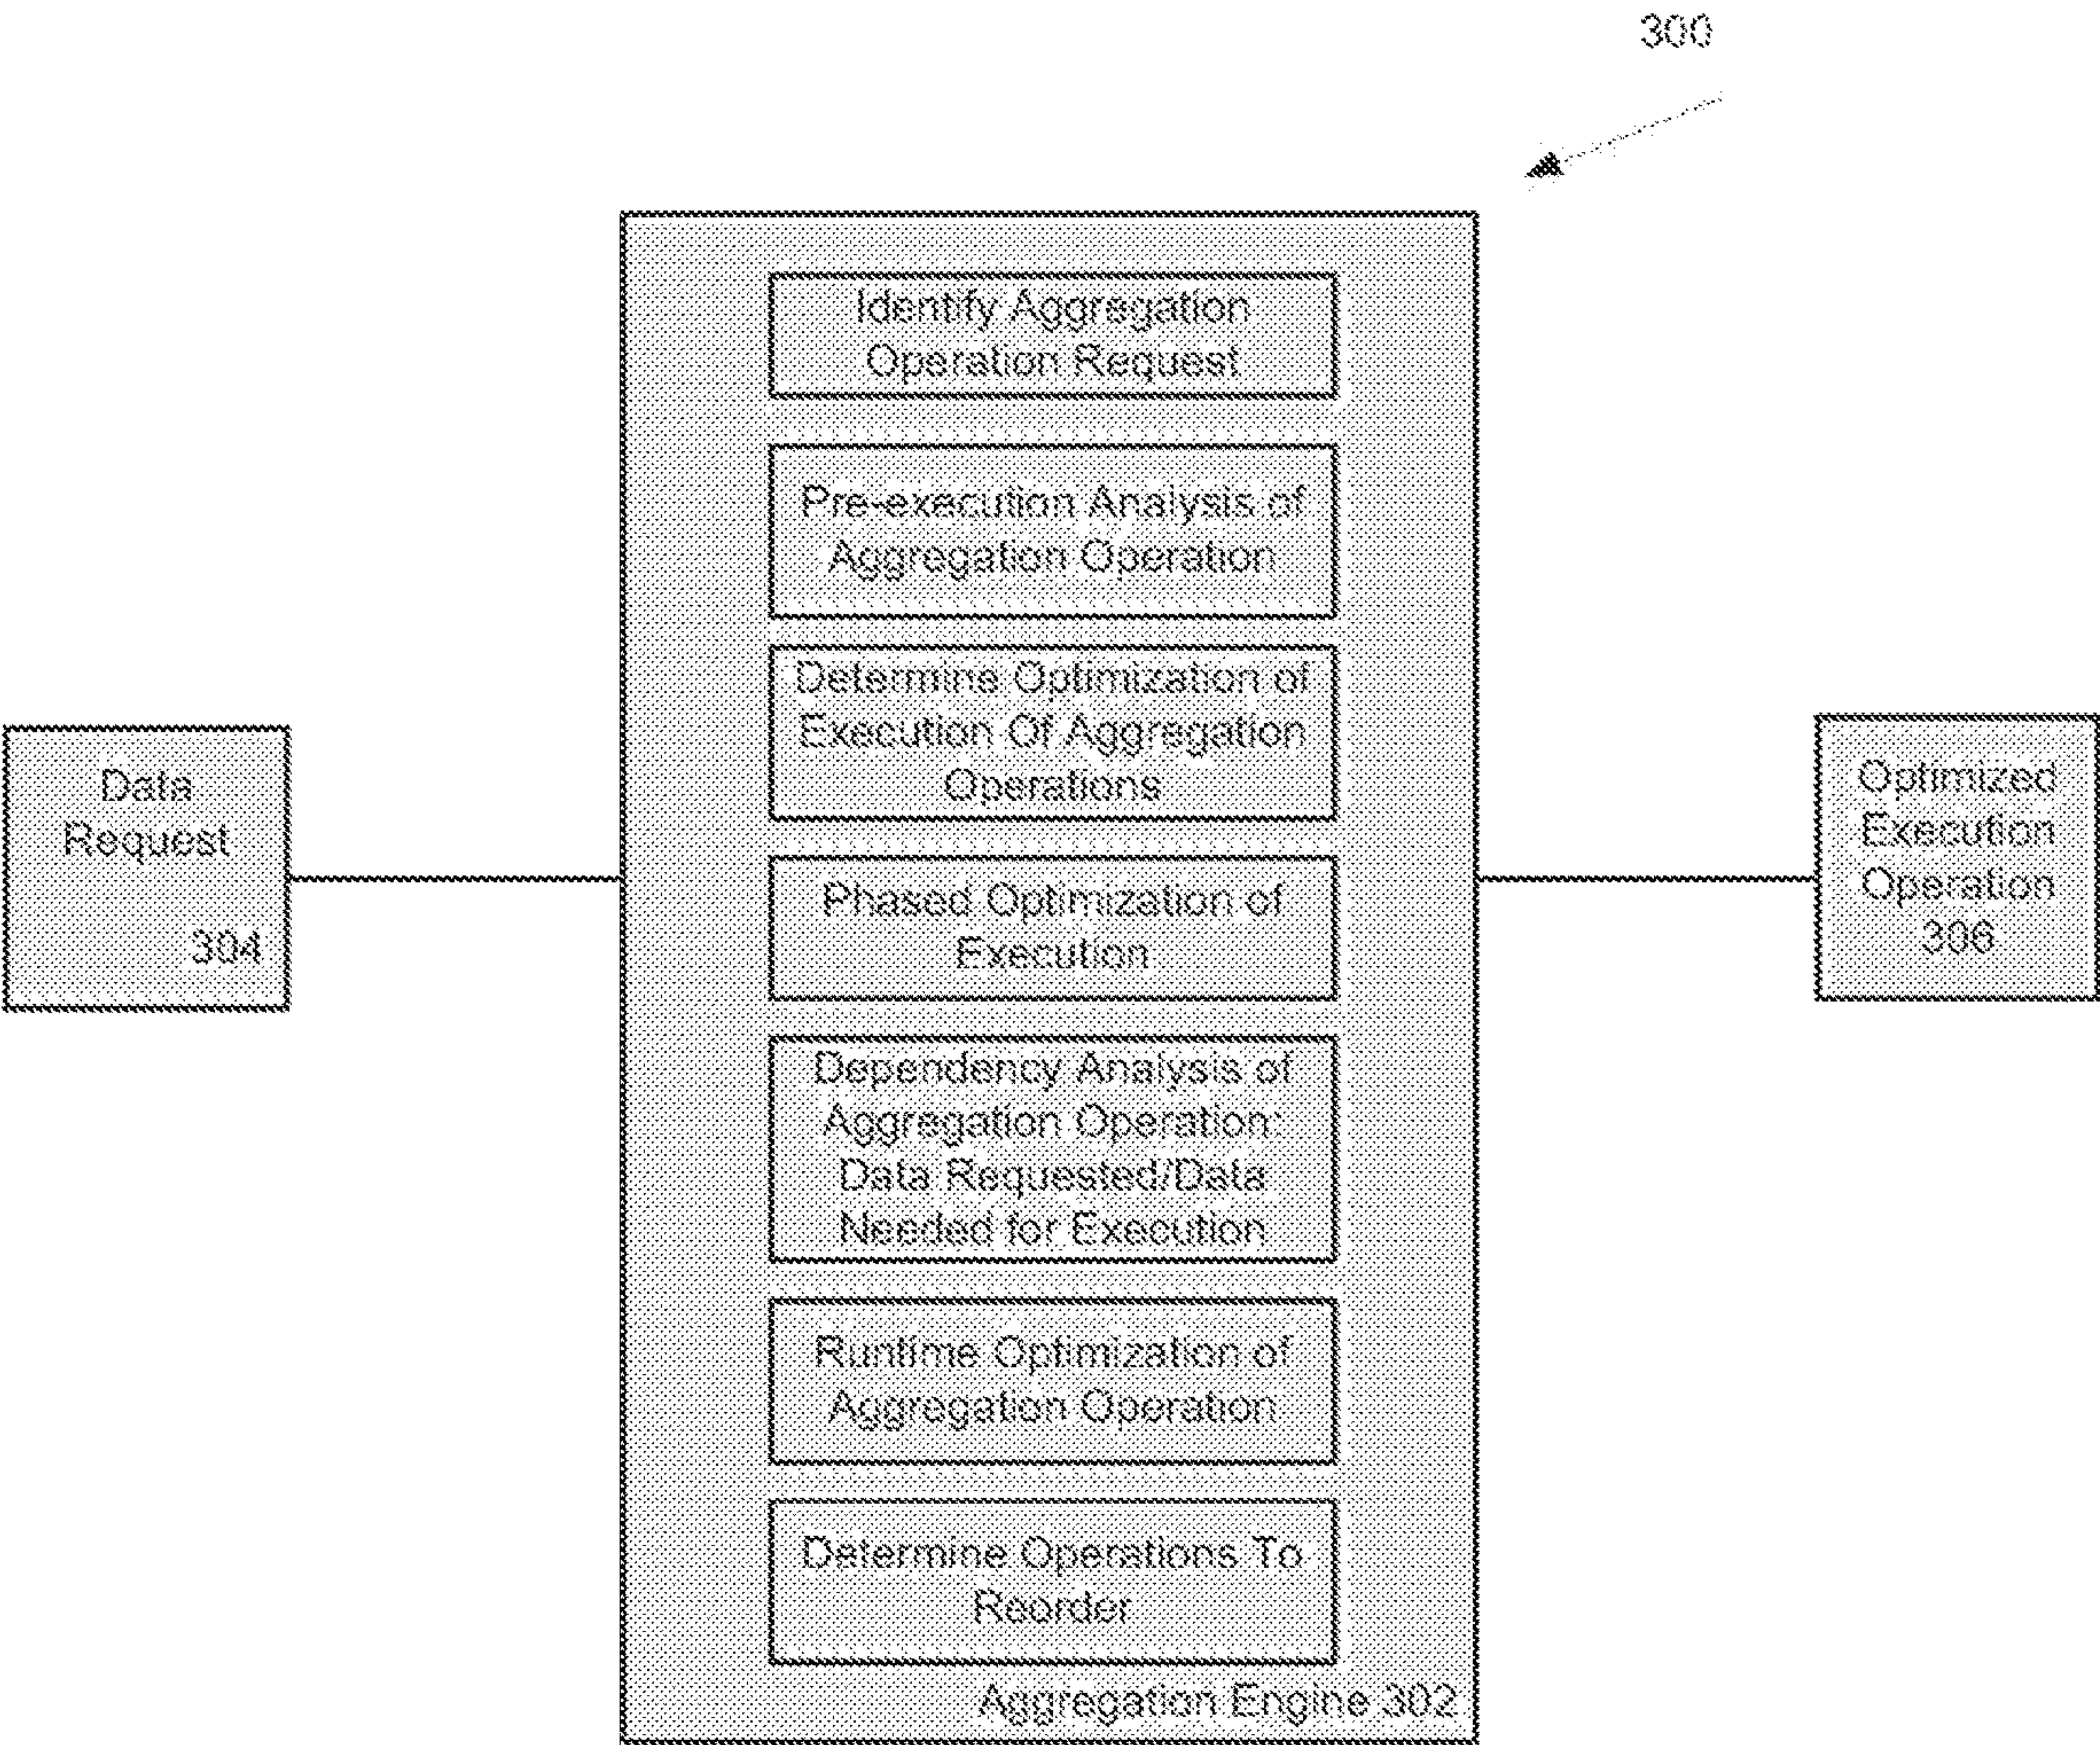 300
Identify Aggregation
Operation Request
Pre-execution Analysis of
Aggregation Operation
Determine Optimization of
Execution Of Aggregation
Operations
Phased Optimization of
Execution
Dependency Analysis of
Aggregation Operation:
Data Requested/Data
Needed for Execution
Runtime Optimization of
Aggregation Operation
Determine Operations To
Reorder
Aggregation Engine 302
Data
Request
304
Optimized
Execution
Operation
306